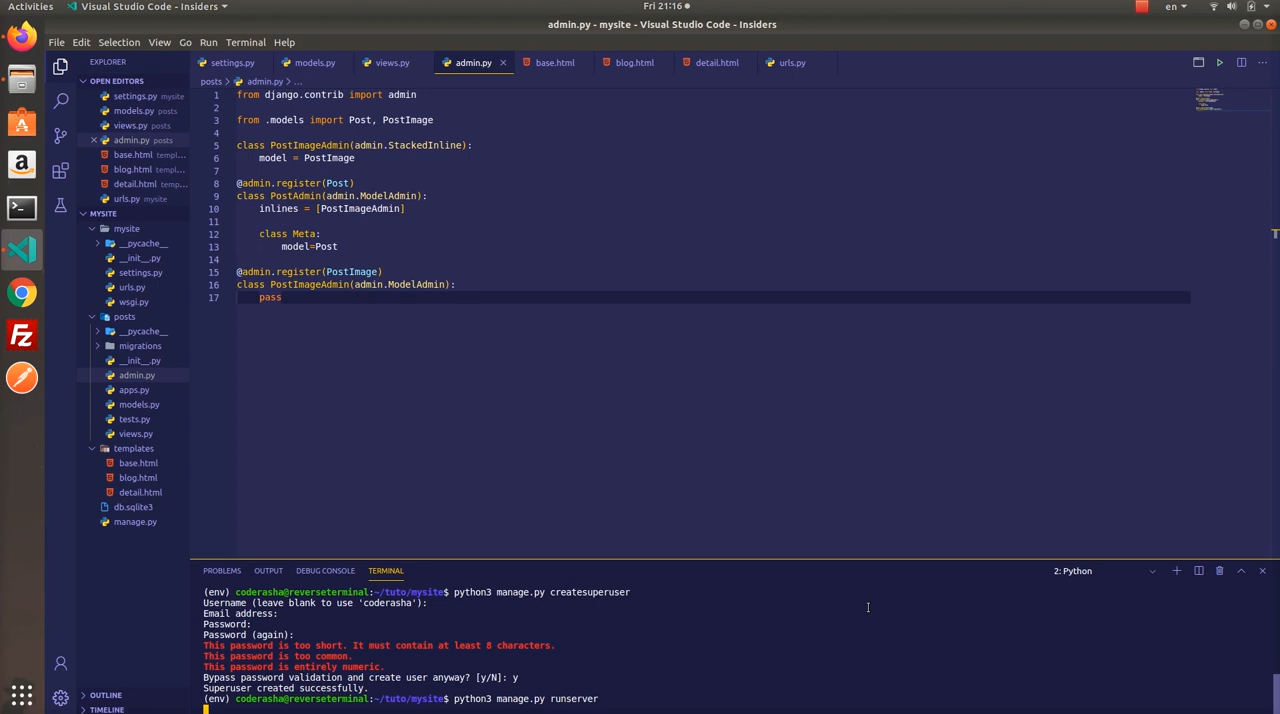 Activities
Visual Studio Code - Insiders
Fri 21:16
en
admin.py - mysite - Visual Studio Code - Insiders
File Edit Selection View Go Run Terminal Help
EXPLORER
OPEN EDITORS
settings.py mysite
models.py posts
views.py posts
admin.py posts
base.html templ...
blog.html templ...
detail.html temp...
urls.py mysite
MYSITE
mysite
__pycache__
__init__.py
settings.py
urls.py
wsgi.py
posts
__pycache__
migrations
__init__.py
admin.py
apps.py
models.py
tests.py
views.py
templates
base.html
blog.html
detail.html
db.sqlite3
manage.py
OUTLINE
TIMELINE
settings.py models.py views.py admin.py base.html blog.html detail.html urls.py
posts > admin.py > ...
1 from django.contrib import admin
2
3 from .models import Post, PostImage
4
5 class PostImageAdmin(admin.StackedInline):
6 model = PostImage
7
8 @admin.register(Post)
9 class PostAdmin(admin.ModelAdmin):
10 inlines = [PostImageAdmin]
11
12 class Meta:
13 model=Post
14
15 @admin.register(PostImage)
16 class PostImageAdmin(admin.ModelAdmin):
17 pass
PROBLEMS OUTPUT DEBUG CONSOLE TERMINAL
2: Python
(env) coderasha@reverseterminal:~/tuto/mysite$ python3 manage.py createsuperuser
Username (leave blank to use 'coderasha'):
Email address:
Password:
Password (again):
This password is too short. It must contain at least 8 characters.
This password is too common.
This password is entirely numeric.
Bypass password validation and create user anyway? [y/N]: y
Superuser created successfully.
(env) coderasha@reverseterminal:~/tuto/mysite$ python3 manage.py runserver